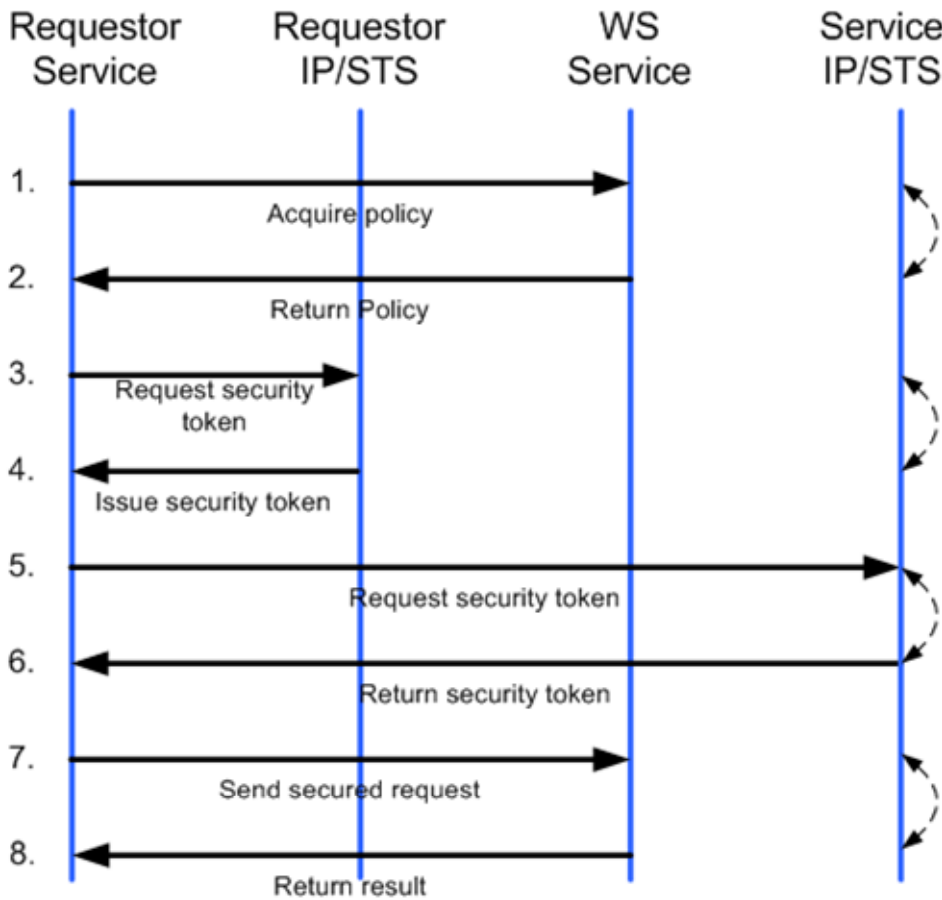 Requestor
Service
Requestor
IP/STS
WS
Service
Service
IP/STS
1.
Acquire policy
2.
Return Policy
3.
Request security
token
4.
Issue security token
5.
Request security token
6.
Return security token
7.
Send secured request
8.
Return result